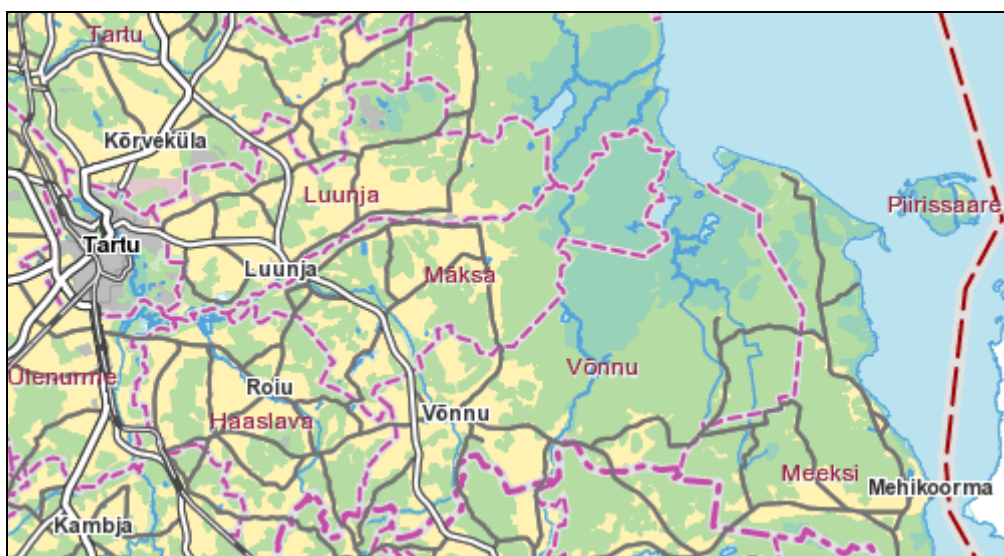 Tartu
Kõrveküla
Luunja
Piirissaare
Tartu
Luunja
Mäksa
Võnnu
Ülenurme
Roiu
Haaslava
Võnnu
Meeksi
Mehikoorma
Kambja